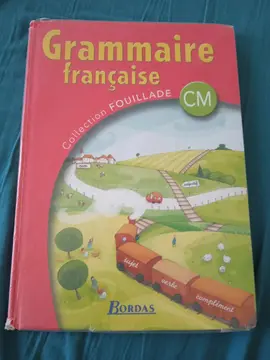 Grammaire
française
Collection FOUILLADE
CM
sujet
verbe
complément
BORDAS